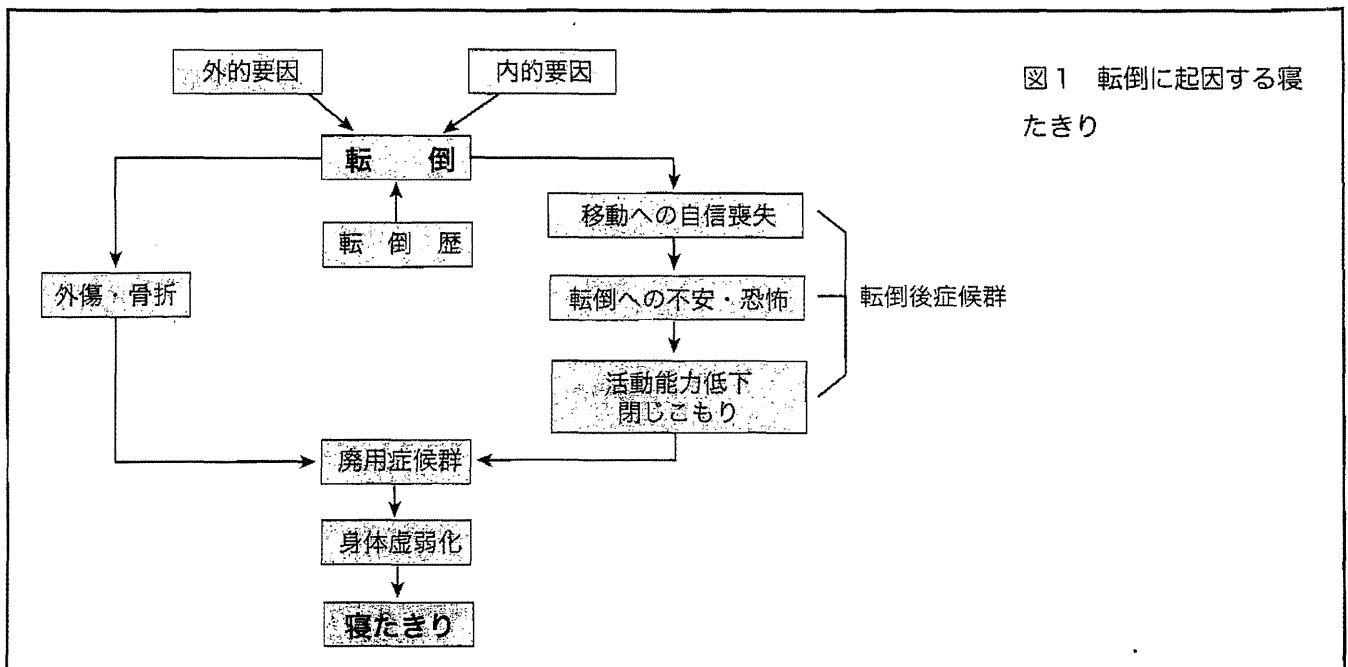 外的要因
内的要因
図1 転倒に起因する寝
たきり
転倒
移動への自信喪失
転倒歴
外傷・骨折
転倒への不安・恐怖
転倒後症候群
活動能力低下
閉じこもり
廃用症候群
身体虚弱化
寝たきり